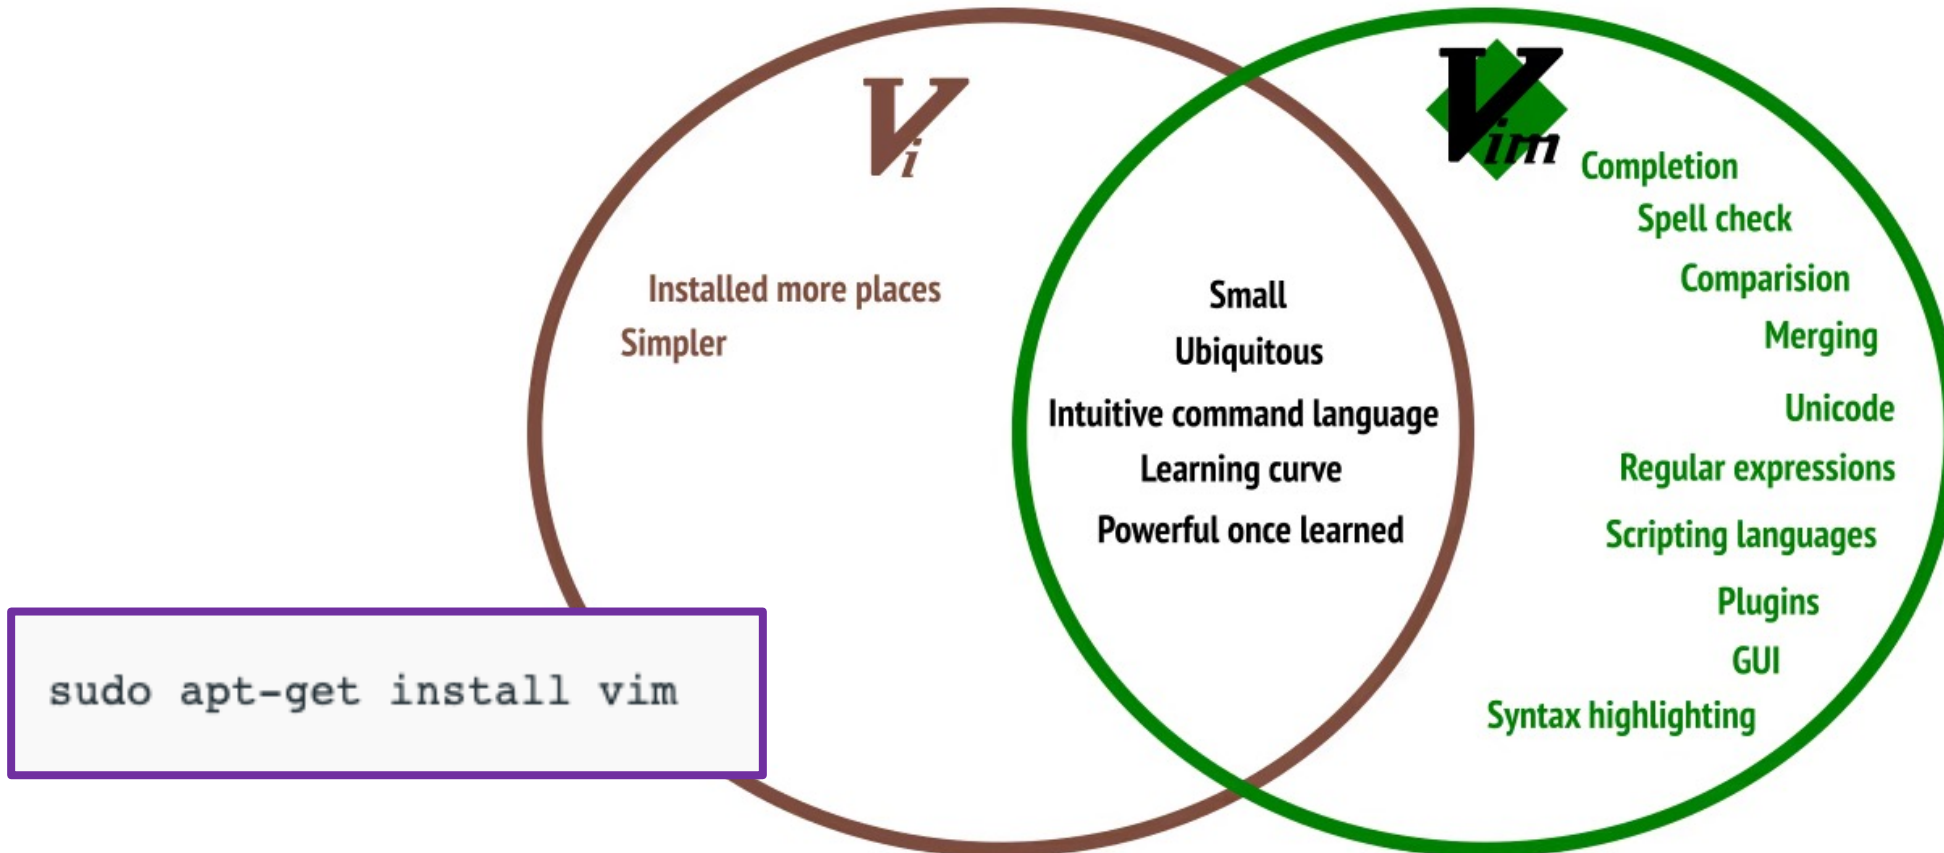 Vi
Installed more places
Simpler
Small
Ubiquitous
Intuitive command language
Learning curve
Powerful once learned
Vim
Completion
Spell check
Comparision
Merging
Unicode
Regular expressions
Scripting languages
Plugins
GUI
Syntax highlighting
sudo apt-get install vim